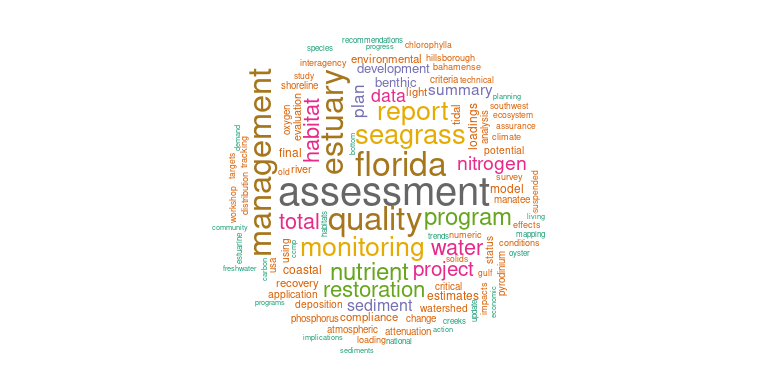 recommendations
species
progress
chlorophylla
interagency
environmental
hillsborough
study
development
bahamense
shoreline
benthic
criteria
technical
management
estuary
habitat
plan
data
light
summary
planning
oxygen
evaluation
report
tidal
loadings
southwest
ecosystem
demand
bottom
seagrass
analysis
assurance
climate
targets
tracking
final
florida
nitrogen
potential
old
river
survey
workshop
distribution
assessment
model
manatee
suspended
community
total
habitats
quality
program
living
effects
estuarine
using
ccmp
monitoring
trends
numeric
water
status
mapping
conditions
oyster
freshwater
carbon
usa
coastal
nutrient
project
solids
gulf
pyrodinium
recovery
restoration
critical
application
estimates
impacts
economic
programs
deposition
sediment
watershed
update
phosphorus
compliance
change
creeks
atmospheric
attenuation
action
implications
loading
national
sediments